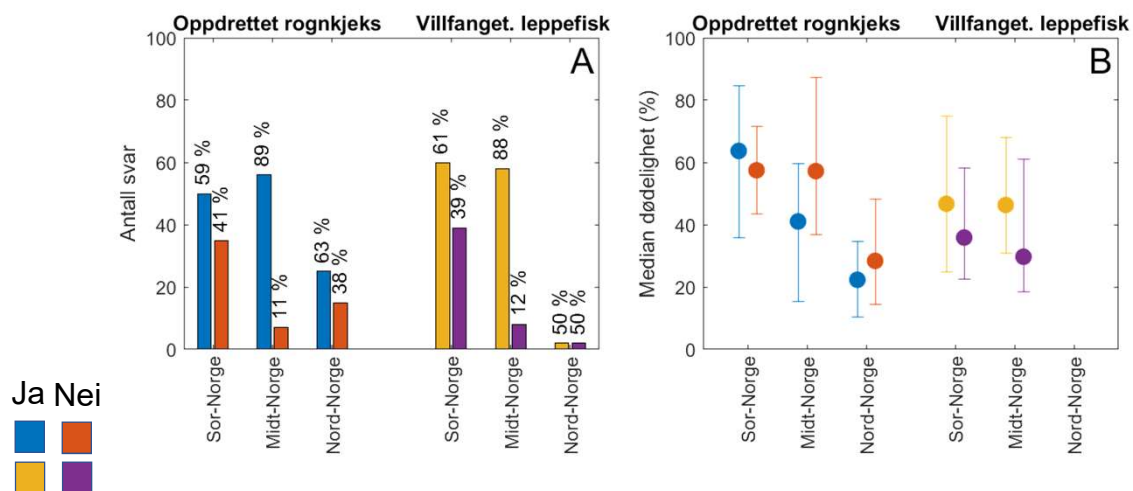 Oppdrettet rognkjeks Villfanget. leppefisk
A
Antall svar
100
80
60
40
20
0
59 %
41 %
89 %
11 %
63 %
38 %
61 %
39 %
88 %
12 %
50 %
50 %
Sor-Norge
Midt-Norge
Nord-Norge
Sor-Norge
Midt-Norge
Nord-Norge
Oppdrettet rognkjeks Villfanget. leppefisk
B
Median dødelighet (%)
100
80
60
40
20
0
Sor-Norge
Midt-Norge
Nord-Norge
Sor-Norge
Midt-Norge
Nord-Norge
Ja Nei